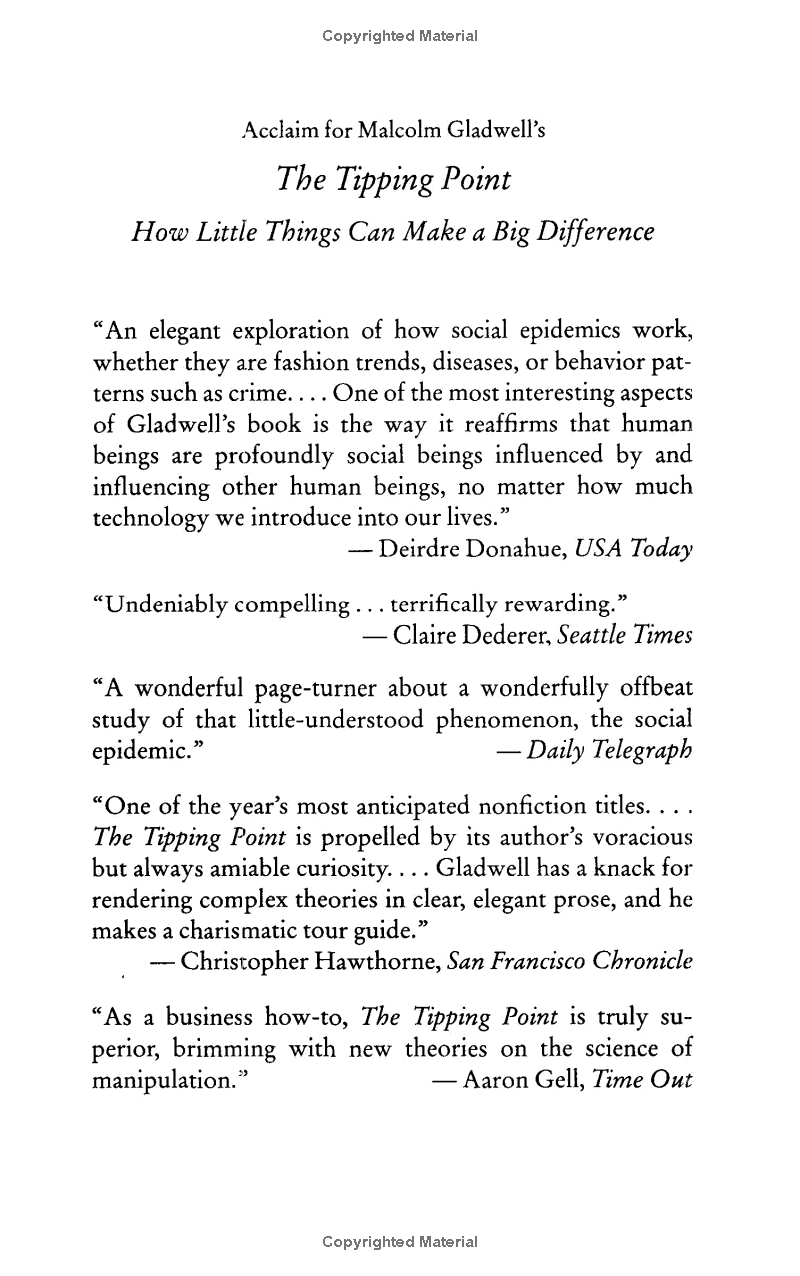 Copyrighted Material
Acclaim for Malcolm Gladwell's
The Tipping Point
How Little Things Can Make a Big Difference
“An elegant exploration of how social epidemics work,
whether they are fashion trends, diseases, or behavior pat-
terns such as crime. . . . One of the most interesting aspects
of Gladwell's book is the way it reaffirms that human
beings are profoundly social beings influenced by and
influencing other human beings, no matter how much
technology we introduce into our lives.”
— Deirdre Donahue, USA Today
“Undeniably compelling . . . terrifically rewarding.”
— Claire Dederer, Seattle Times
“A wonderful page-turner about a wonderfully offbeat
study of that little-understood phenomenon, the social
epidemic.” — Daily Telegraph
“One of the year's most anticipated nonfiction titles. . . .
The Tipping Point is propelled by its author's voracious
but always amiable curiosity. . . . Gladwell has a knack for
rendering complex theories in clear, elegant prose, and he
makes a charismatic tour guide.”
— Christopher Hawthorne, San Francisco Chronicle
“As a business how-to, The Tipping Point is truly su-
perior, brimming with new theories on the science of
manipulation.” — Aaron Gell, Time Out
Copyrighted Material